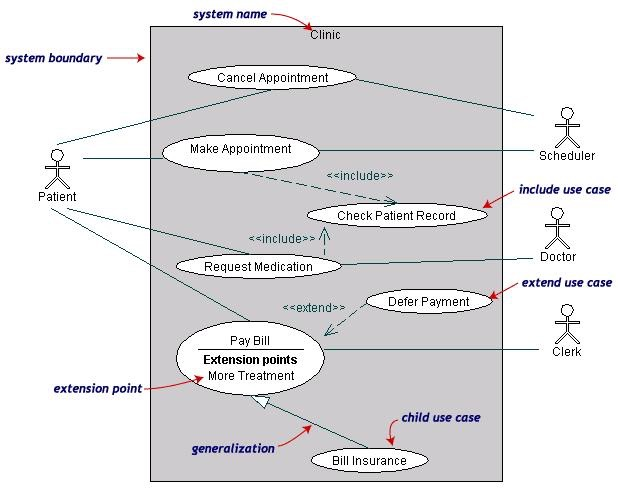 system name
Clinic
system boundary
Cancel Appointment
Make Appointment
Scheduler
<<include>>
Patient
include use case
Check Patient Record
<<include>>
Doctor
Request Medication
extend use case
Defer Payment
<<extend>>
Pay Bill
Clerk
Extension points
More Treatment
extension point
child use case
generalization
Bill Insurance